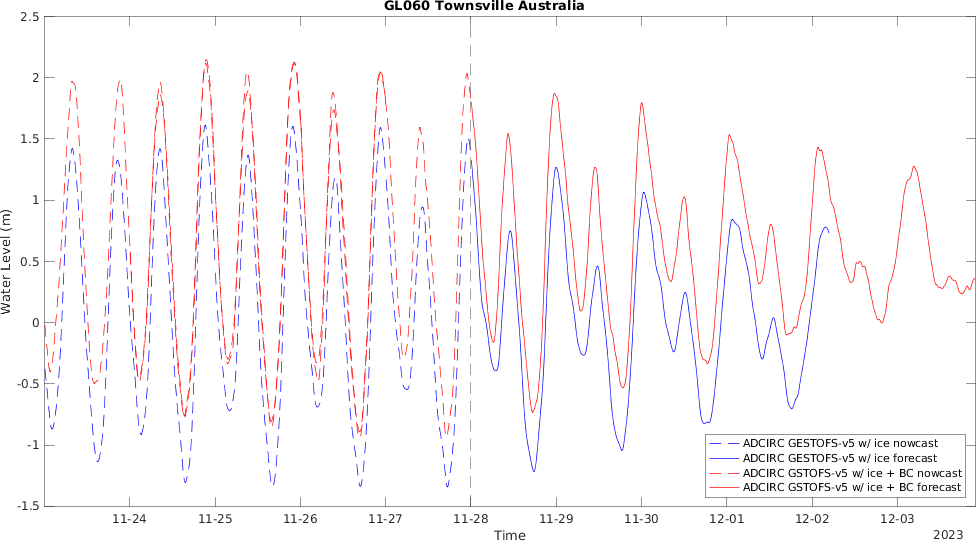 GL060 Townsville Australia
2.5
2
1.5
1
0.5
0
-0.5
-1
-1.5
Water Level (m)
11-24
11-25
11-26
11-27
11-28
11-29
11-30
12-01
12-02
12-03
Time
2023
ADCIRC GESTOFS-v5 w/ ice nowcast
ADCIRC GESTOFS-v5 w/ ice forecast
ADCIRC GSTOFS-v5 w/ ice + BC nowcast
ADCIRC GSTOFS-v5 w/ ice + BC forecast